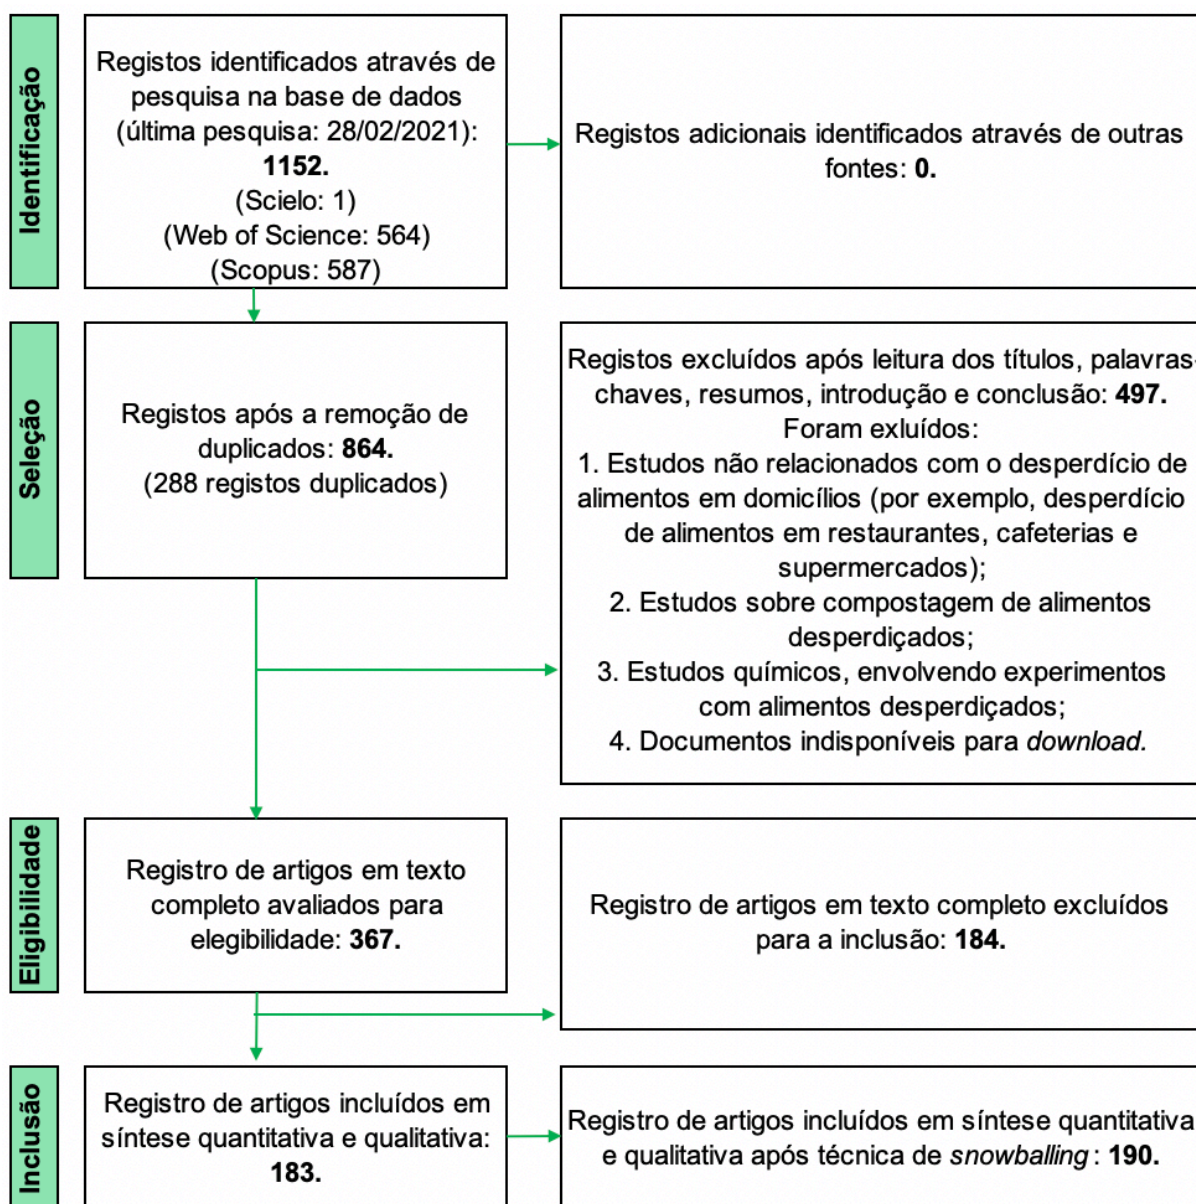 Identificação
Registos identificados através de
pesquisa na base de dados
(última pesquisa: 28/02/2021):
1152.
(Scielo: 1)
(Web of Science: 564)
(Scopus: 587)
Registos adicionais identificados através de outras
fontes: 0.
Seleção
Registos após a remoção de
duplicados: 864.
(288 registos duplicados)
Registos excluídos após leitura dos títulos, palavras-
chaves, resumos, introdução e conclusão: 497.
Foram exluídos:
1. Estudos não relacionados com o desperdício de
alimentos em domicílios (por exemplo, desperdício
de alimentos em restaurantes, cafeterias e
supermercados);
2. Estudos sobre compostagem de alimentos
desperdiçados;
3. Estudos químicos, envolvendo experimentos
com alimentos desperdiçados;
4. Documentos indisponíveis para download.
Eligibilidade
Registro de artigos em texto
completo avaliados para
elegibilidade: 367.
Registro de artigos em texto completo excluídos
para a inclusão: 184.
Inclusão
Registro de artigos incluídos em
síntese quantitativa e qualitativa:
183.
Registro de artigos incluídos em síntese quantitativa
e qualitativa após técnica de snowballing : 190.